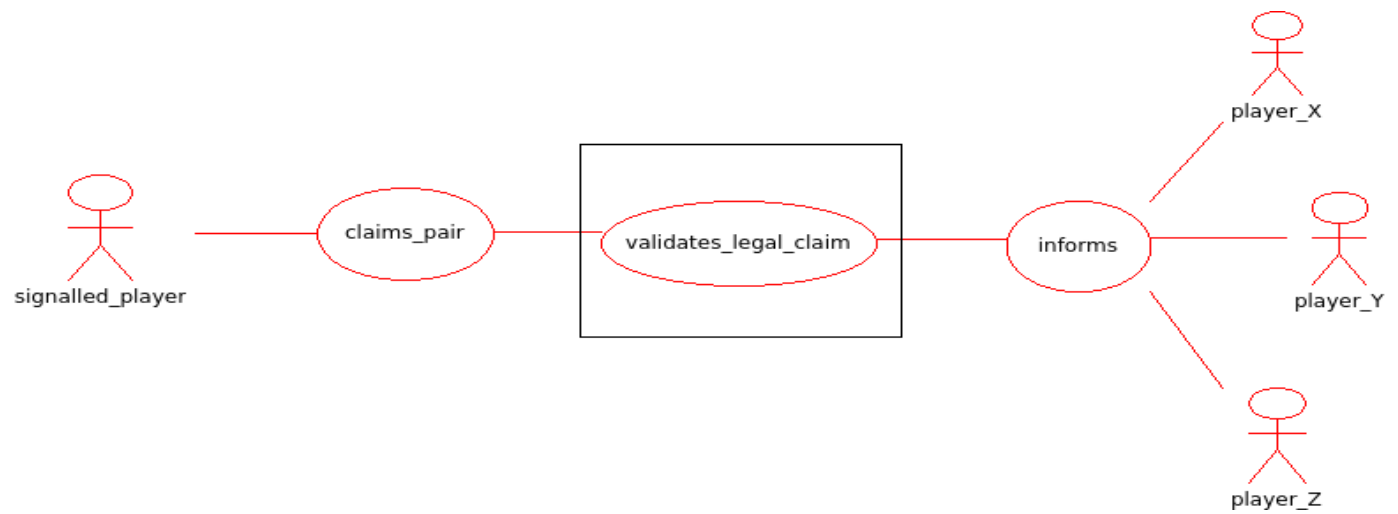 player_X
claims_pair
validates_legal_claim
informs
signalled_player
player_Y
player_Z